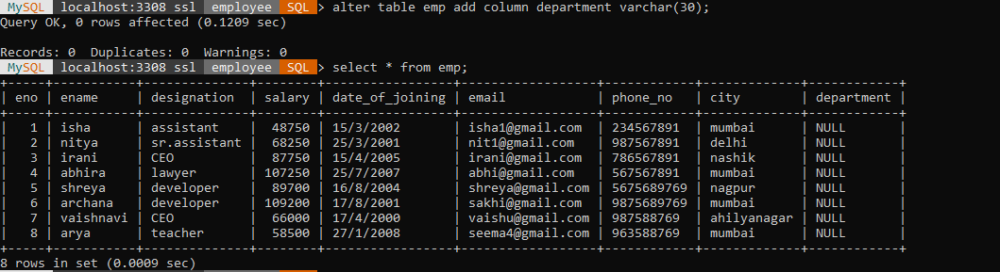 MySQL localhost:3308 ssl employee SQL > alter table emp add column department varchar(30);
Query OK, 0 rows affected (0.1209 sec)

Records: 0  Duplicates: 0  Warnings: 0
MySQL localhost:3308 ssl employee SQL > select * from emp;
+-----+-----------+--------------+--------+-----------------+------------------+------------+-------------+------------+
| eno | ename     | designation  | salary | date_of_joining | email            | phone_no   | city        | department |
+-----+-----------+--------------+--------+-----------------+------------------+------------+-------------+------------+
|   1 | isha      | assistant    |  48750 | 15/3/2002       | isha1@gmail.com  | 234567891  | mumbai      | NULL       |
|   2 | nitya     | sr.assistant |  68250 | 25/3/2001       | nit1@gmail.com   | 987567891  | delhi       | NULL       |
|   3 | irani     | CEO          |  87750 | 15/4/2005       | irani@gmail.com  | 786567891  | nashik      | NULL       |
|   4 | abhira    | lawyer       | 107250 | 25/7/2007       | abhi@gmail.com   | 567567891  | mumbai      | NULL       |
|   5 | shreya    | developer    |  89700 | 16/8/2004       | shreya@gmail.com | 5675689769 | nagpur      | NULL       |
|   6 | archana   | developer    | 109200 | 17/8/2001       | sakhi@gmail.com  | 9875689769 | mumbai      | NULL       |
|   7 | vaishnavi | CEO          |  66000 | 17/4/2000       | vaishu@gmail.com | 987588769  | ahilyanagar | NULL       |
|   8 | arya      | teacher      |  58500 | 27/1/2008       | seema4@gmail.com | 963588769  | mumbai      | NULL       |
+-----+-----------+--------------+--------+-----------------+------------------+------------+-------------+------------+
8 rows in set (0.0009 sec)